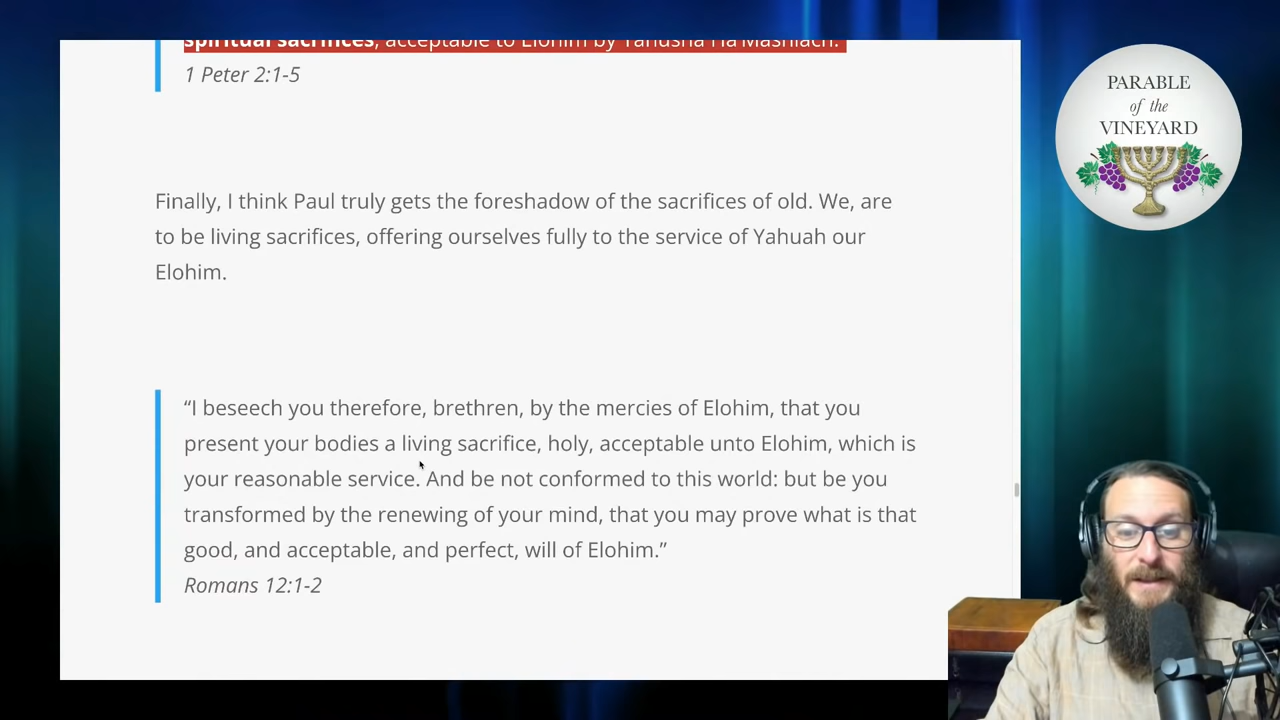 spiritual sacrifices, acceptable to Elohim by Yahusha Ha'Mashiach.”
1 Peter 2:1-5
Finally, I think Paul truly gets the foreshadow of the sacrifices of old. We, are
to be living sacrifices, offering ourselves fully to the service of Yahuah our
Elohim.
“I beseech you therefore, brethren, by the mercies of Elohim, that you
present your bodies a living sacrifice, holy, acceptable unto Elohim, which is
your reasonable service. And be not conformed to this world: but be you
transformed by the renewing of your mind, that you may prove what is that
good, and acceptable, and perfect, will of Elohim.”
Romans 12:1-2
PARABLE
of the
VINEYARD